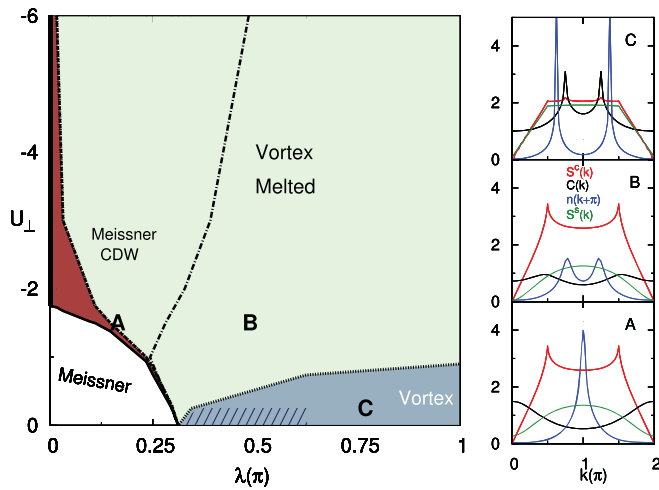 -6
-4
U⊥
-2
0
Vortex
Melted
Meissner
CDW
A
B
Meissner
Vortex
C
0
0.25
0.5
0.75
1
λ(π)
C
4
2
0
S^c(k)
C(k)
n(k+π)
S^s(k)
B
4
2
0
A
4
2
0
0
1
2
k(π)